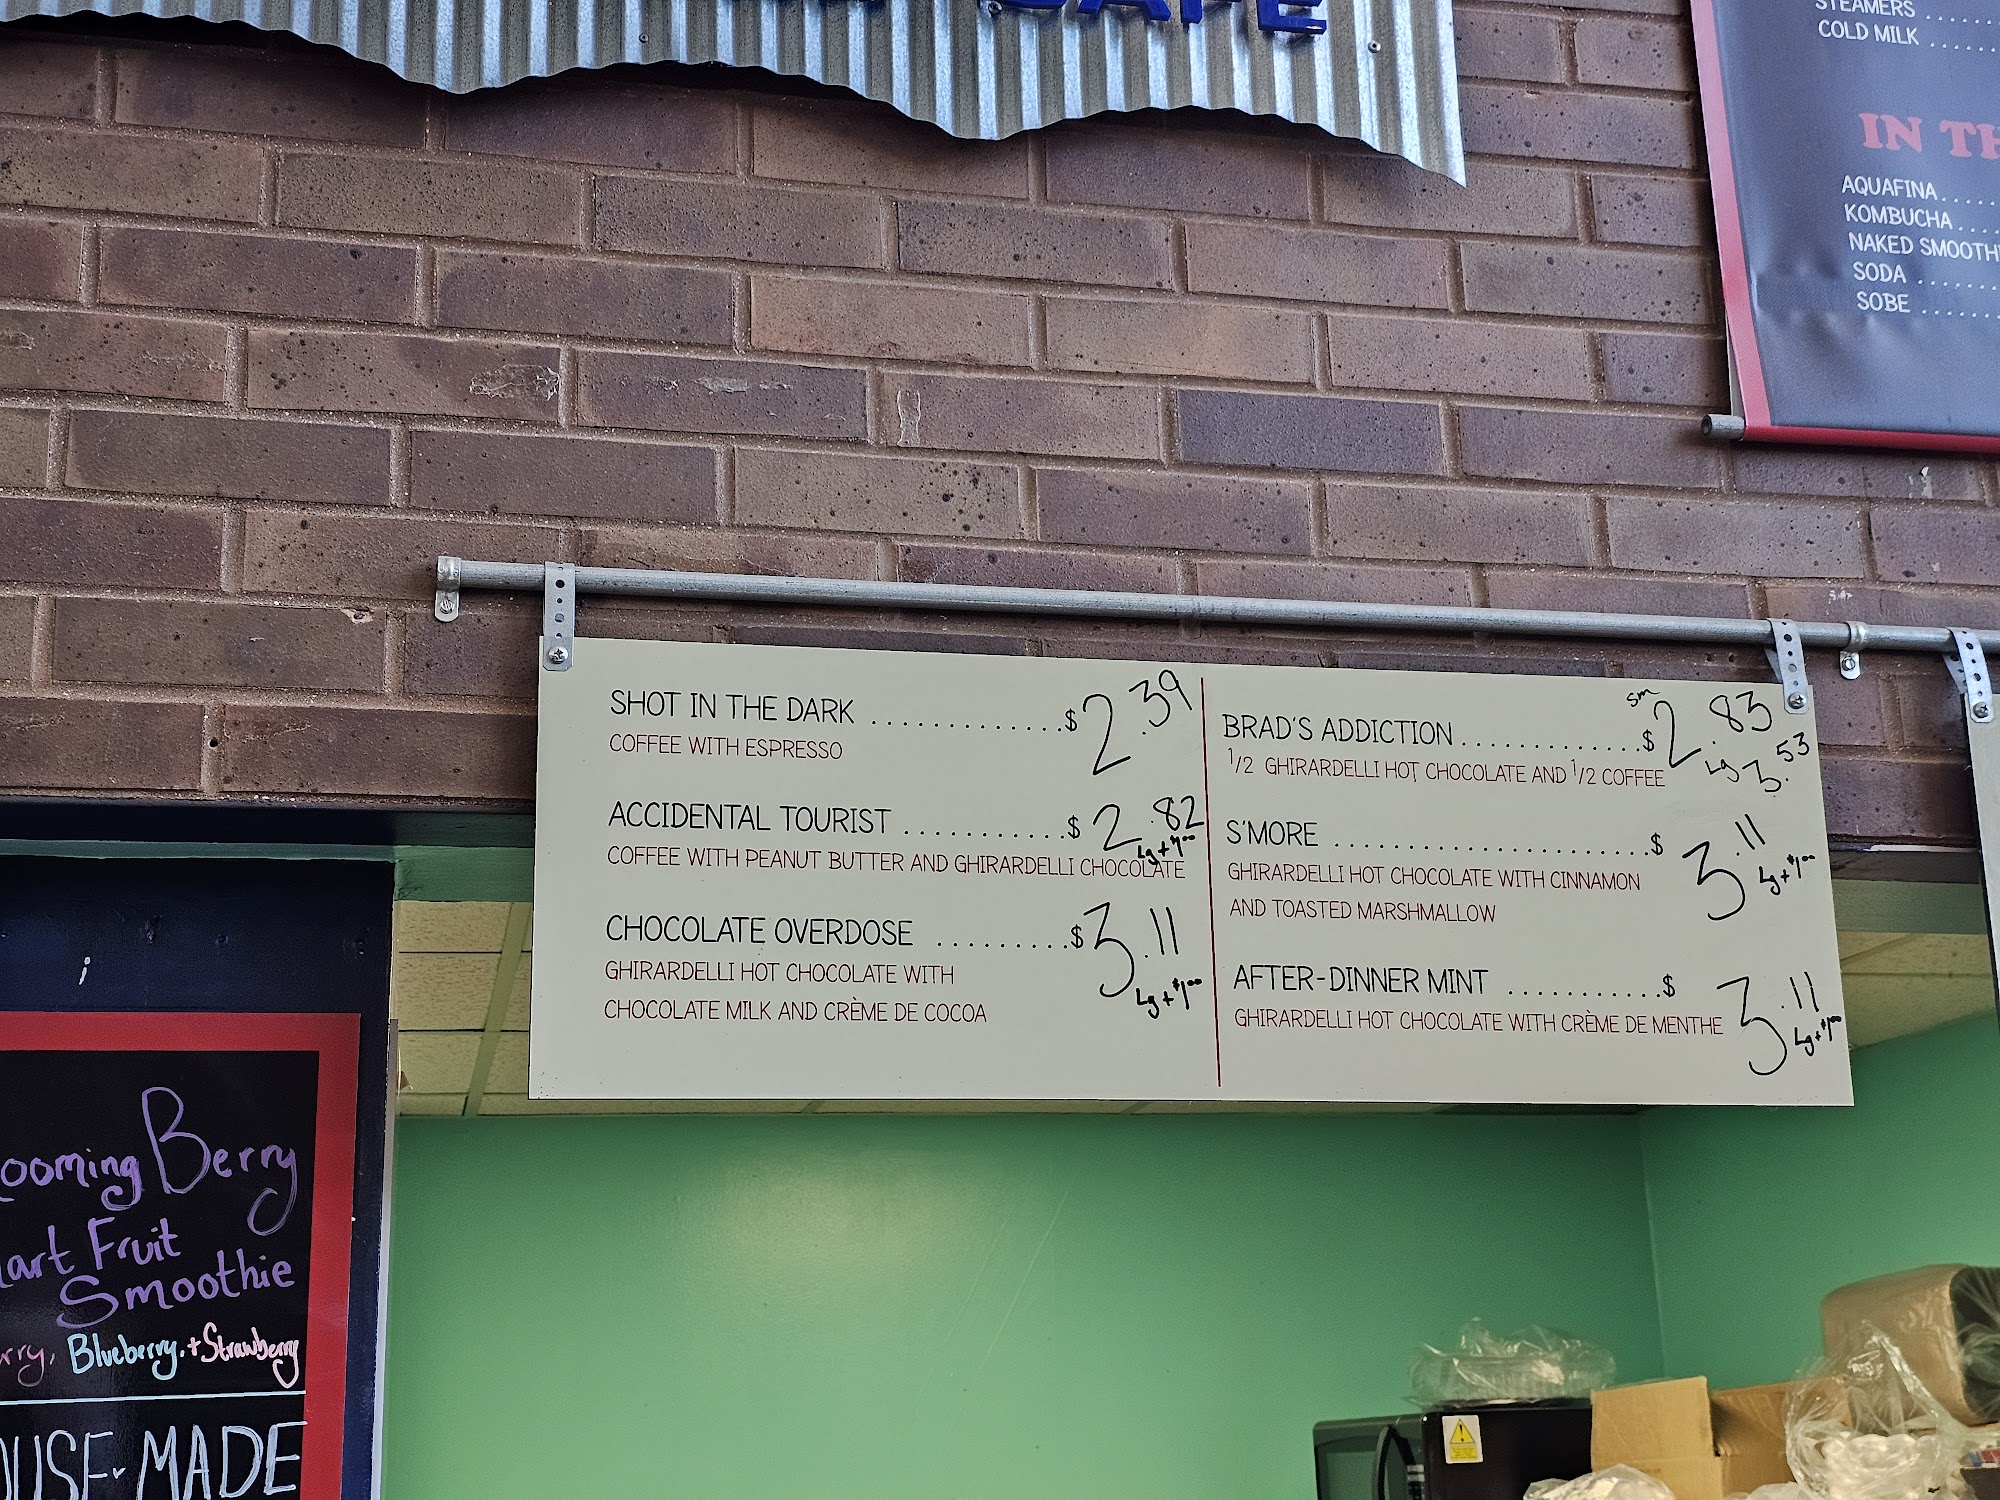 CAFE
STEAMERS ......
COLD MILK ......
IN
AQUAFINA....
KOMBUCHA....
NAKED
SODA ........
SOBE ........
SHOT IN THE DARK .............$ 2.39
COFFEE WITH ESPRESSO
ACCIDENTAL TOURIST ...........$ 2.82
Lg + $1.00
COFFEE WITH PEANUT BUTTER AND GHIRARDELLI CHOCOLATE
CHOCOLATE OVERDOSE .........$ 3.11
Lg + $1.00
GHIRARDELLI HOT CHOCOLATE WITH
CHOCOLATE MILK AND CRÈME DE COCOA
BRAD'S ADDICTION.............$ sm 2.83
Lg 3.53
1/2 GHIRARDELLI HOT CHOCOLATE AND 1/2 COFFEE
S'MORE .......................$ 3.11
Lg + $1.00
GHIRARDELLI HOT CHOCOLATE WITH CINNAMON
AND TOASTED MARSHMALLOW
AFTER-DINNER MINT ...........$ 3.11
Lg + $1.00
GHIRARDELLI HOT CHOCOLATE WITH CRÈME DE MENTHE
Berry
Fruit
Smoothie
Blueberry, + Strawberry
MADE